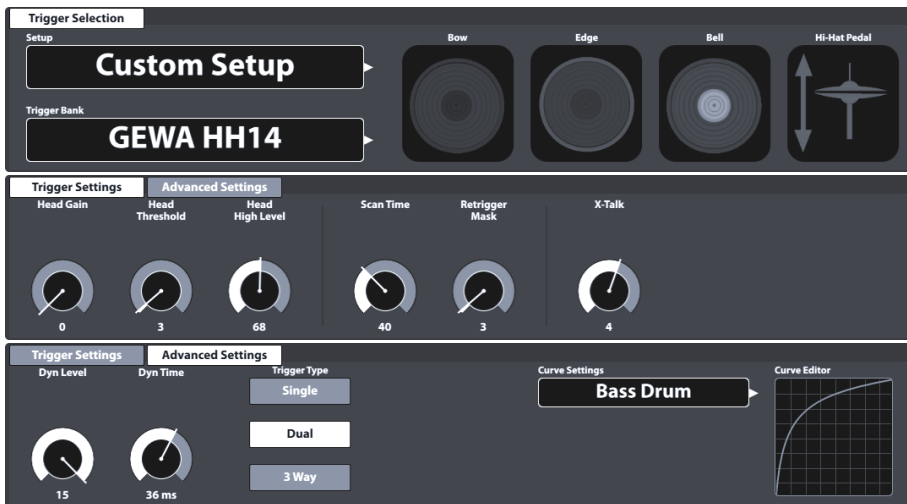 Trigger Selection
Setup
Custom Setup
Trigger Bank
GEWA HH14
Bow
Edge
Bell
Hi-Hat Pedal
Trigger Settings
Advanced Settings
Head Gain
Head
Threshold
Head
High Level
Scan Time
Retrigger
Mask
X-Talk
0
3
68
40
3
4
Trigger Settings
Advanced Settings
Dyn Level
Dyn Time
Trigger Type
Single
Dual
3 Way
15
36 ms
Curve Settings
Bass Drum
Curve Editor